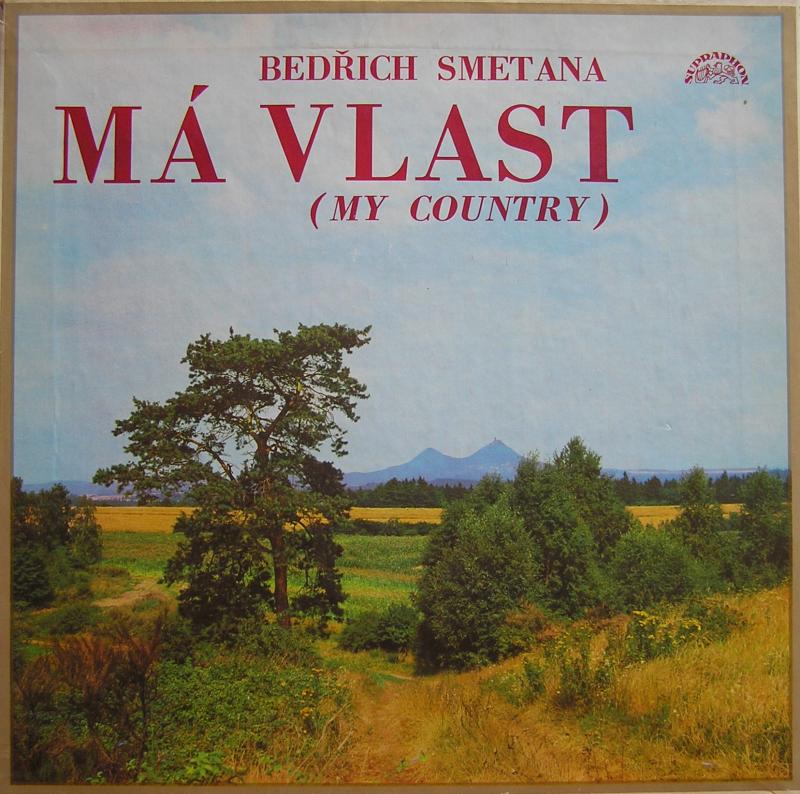 BEDŘICH SMETANA
SUPRAPHON
MÁ VLAST
(MY COUNTRY)